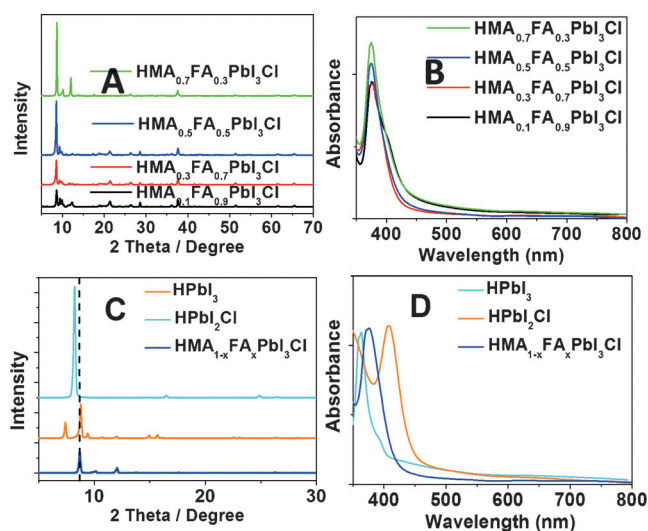 A
HMA0.7FA0.3PbI3Cl
HMA0.5FA0.5PbI3Cl
HMA0.3FA0.7PbI3Cl
HMA0.1FA0.9PbI3Cl
Intensity
10 20 30 40 50 60 70
2 Theta / Degree
B
HMA0.7FA0.3PbI3Cl
HMA0.5FA0.5PbI3Cl
HMA0.3FA0.7PbI3Cl
HMA0.1FA0.9PbI3Cl
Absorbance
400 500 600 700 800
Wavelength (nm)
C
HPbI3
HPbI2Cl
HMA1-xFAxPbI3Cl
Intensity
10 20 30
2 Theta / Degree
D
HPbI3
HPbI2Cl
HMA1-xFAxPbI3Cl
Absorbance
400 500 600 700 800
Wavelength (nm)